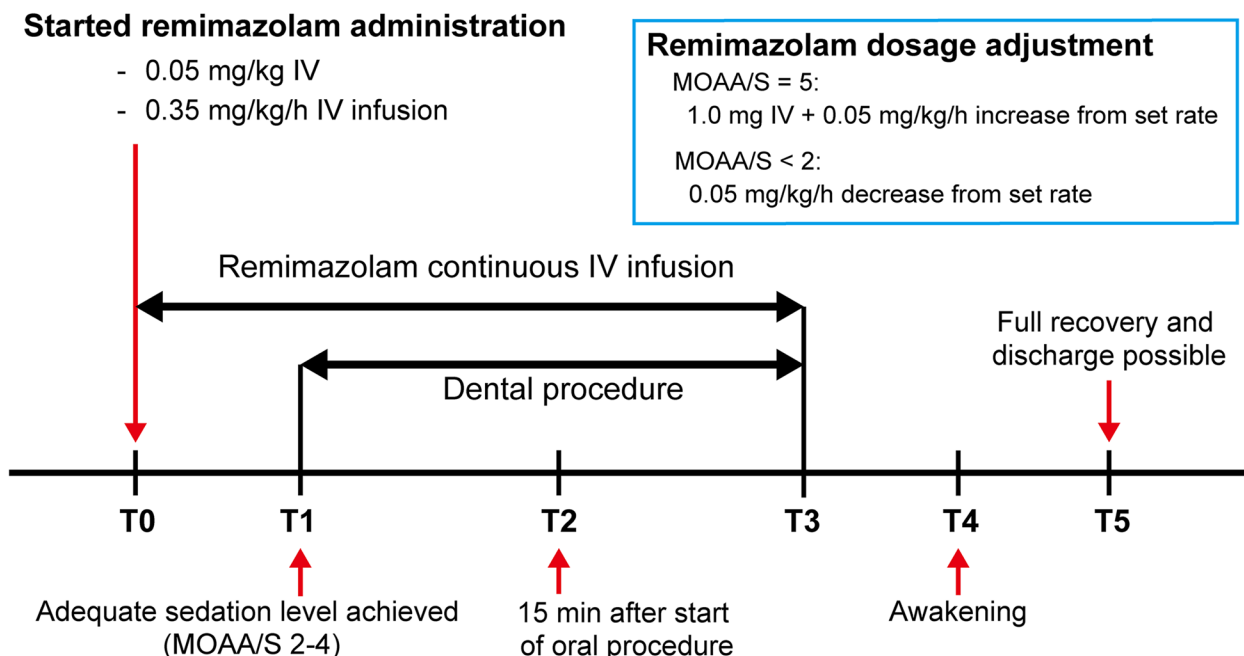 Started remimazolam administration
- 0.05 mg/kg IV
- 0.35 mg/kg/h IV infusion
Remimazolam dosage adjustment
MOAA/S = 5:
1.0 mg IV + 0.05 mg/kg/h increase from set rate
MOAA/S < 2:
0.05 mg/kg/h decrease from set rate
Remimazolam continuous IV infusion
Dental procedure
Full recovery and
discharge possible
T0
T1
T2
T3
T4
T5
Adequate sedation level achieved
(MOAA/S 2-4)
15 min after start
of oral procedure
Awakening